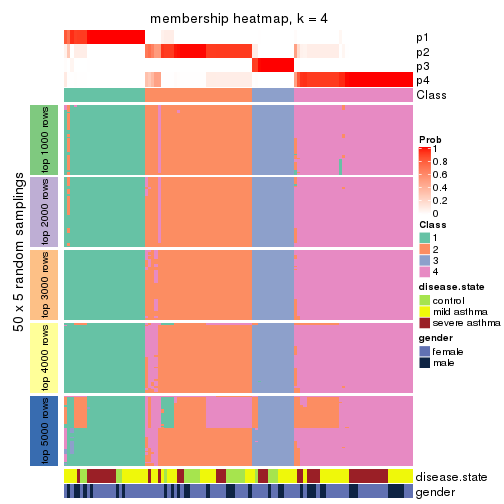 membership heatmap, k = 4
p1
p2
p3
p4
Class
50 x 5 random samplings
top 1000 rows
top 2000 rows
top 3000 rows
top 4000 rows
top 5000 rows
Prob
1
0.8
0.6
0.4
0.2
0
Class
1
2
3
4
disease.state
control
mild asthma
severe asthma
gender
female
male
disease.state
gender